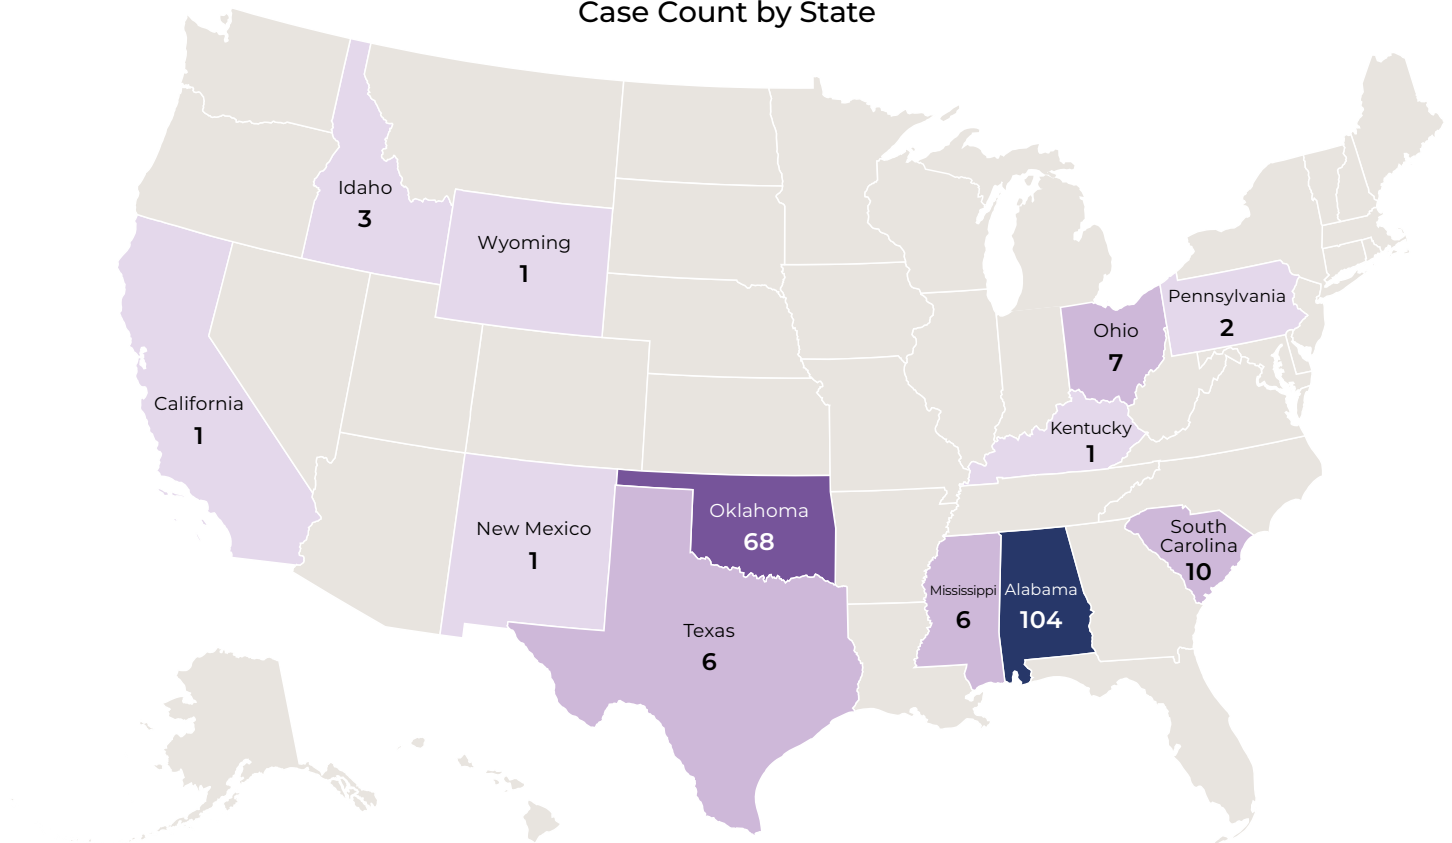 Case Count by State
Idaho
3
Wyoming
1
Pennsylvania
2
Ohio
7
California
1
Kentucky
1
New Mexico
1
Oklahoma
68
South
Carolina
10
Mississippi
6
Alabama
104
Texas
6